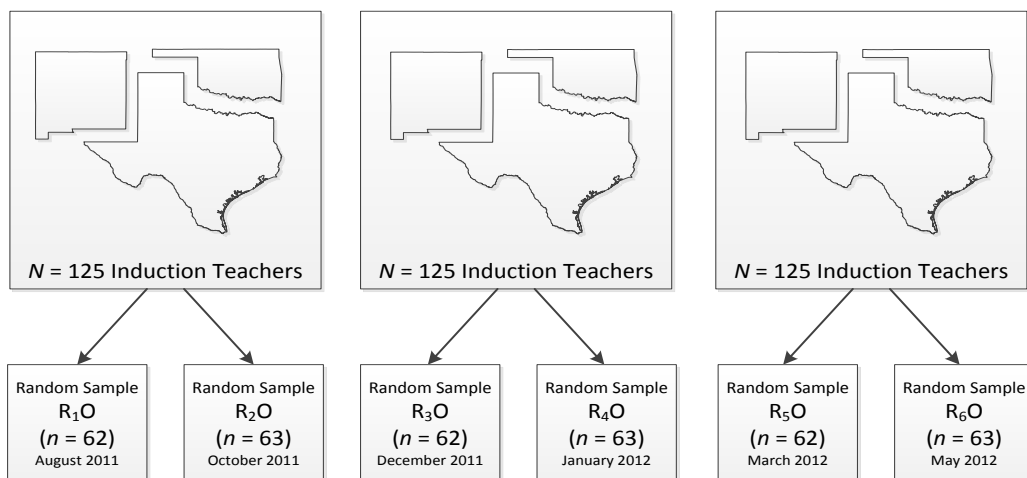 N = 125 Induction Teachers
N = 125 Induction Teachers
N = 125 Induction Teachers
Random Sample
R₁O
(n = 62)
August 2011
Random Sample
R₂O
(n = 63)
October 2011
Random Sample
R₃O
(n = 62)
December 2011
Random Sample
R₄O
(n = 63)
January 2012
Random Sample
R₅O
(n = 62)
March 2012
Random Sample
R₆O
(n = 63)
May 2012